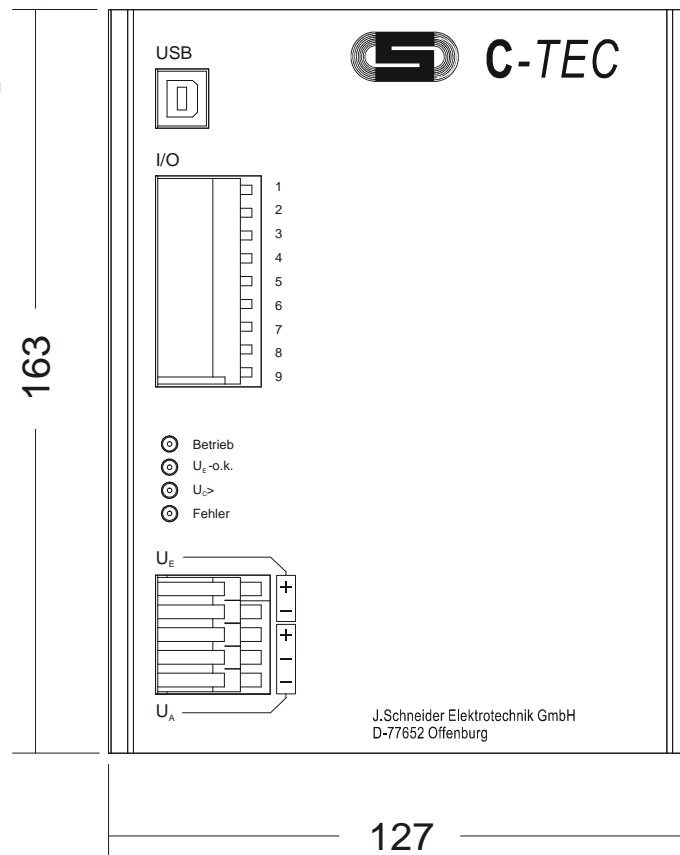 USB
C-TEC
I/O
1
2
3
4
5
6
7
8
9
163
Betrieb
UE-o.k.
UC>
Fehler
UE
+
−
+
−
−
UA
J.Schneider Elektrotechnik GmbH
D-77652 Offenburg
127